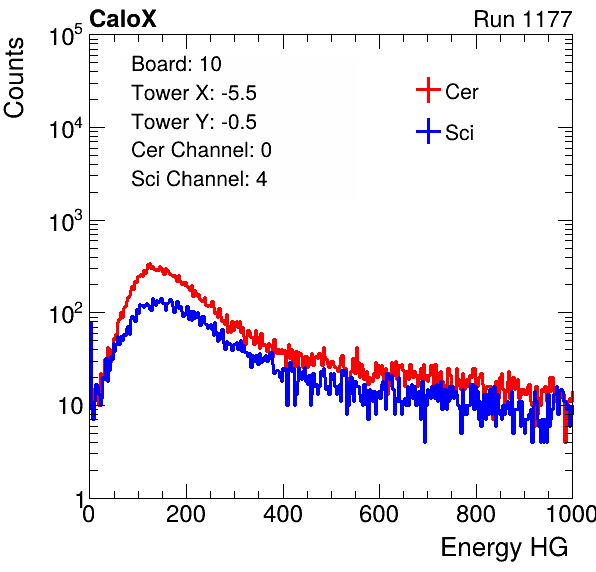 CaloX Run 1177
Counts
10^5
10^4
10^3
10^2
10
1
Board: 10
Tower X: -5.5
Tower Y: -0.5
Cer Channel: 0
Sci Channel: 4
Cer
Sci
0 200 400 600 800 1000
Energy HG